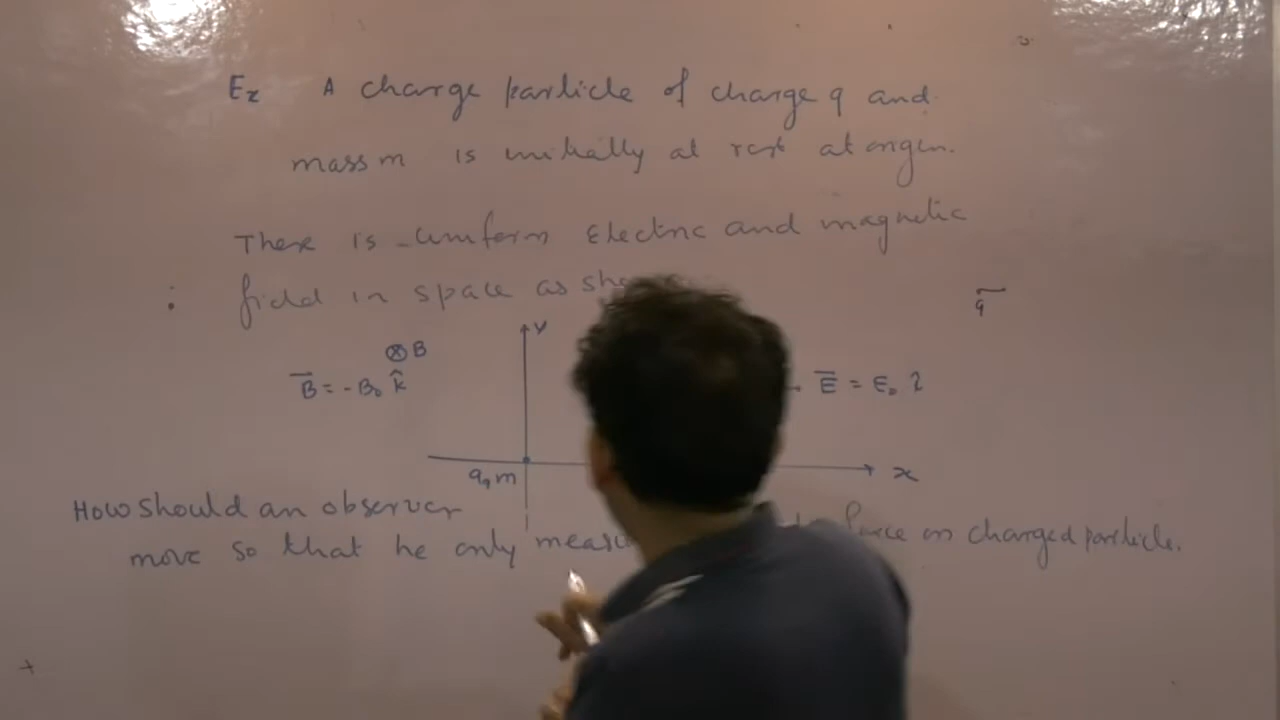 Ex A charge particle of charge q and
mass m is initially at rest at origin.
There is uniform Electric and magnetic
field in space as
y
⊗ B
B = -B₀ k̂
E = E₀ î
q, m
x
How should an observer
move so that he only force on charged particle.
q